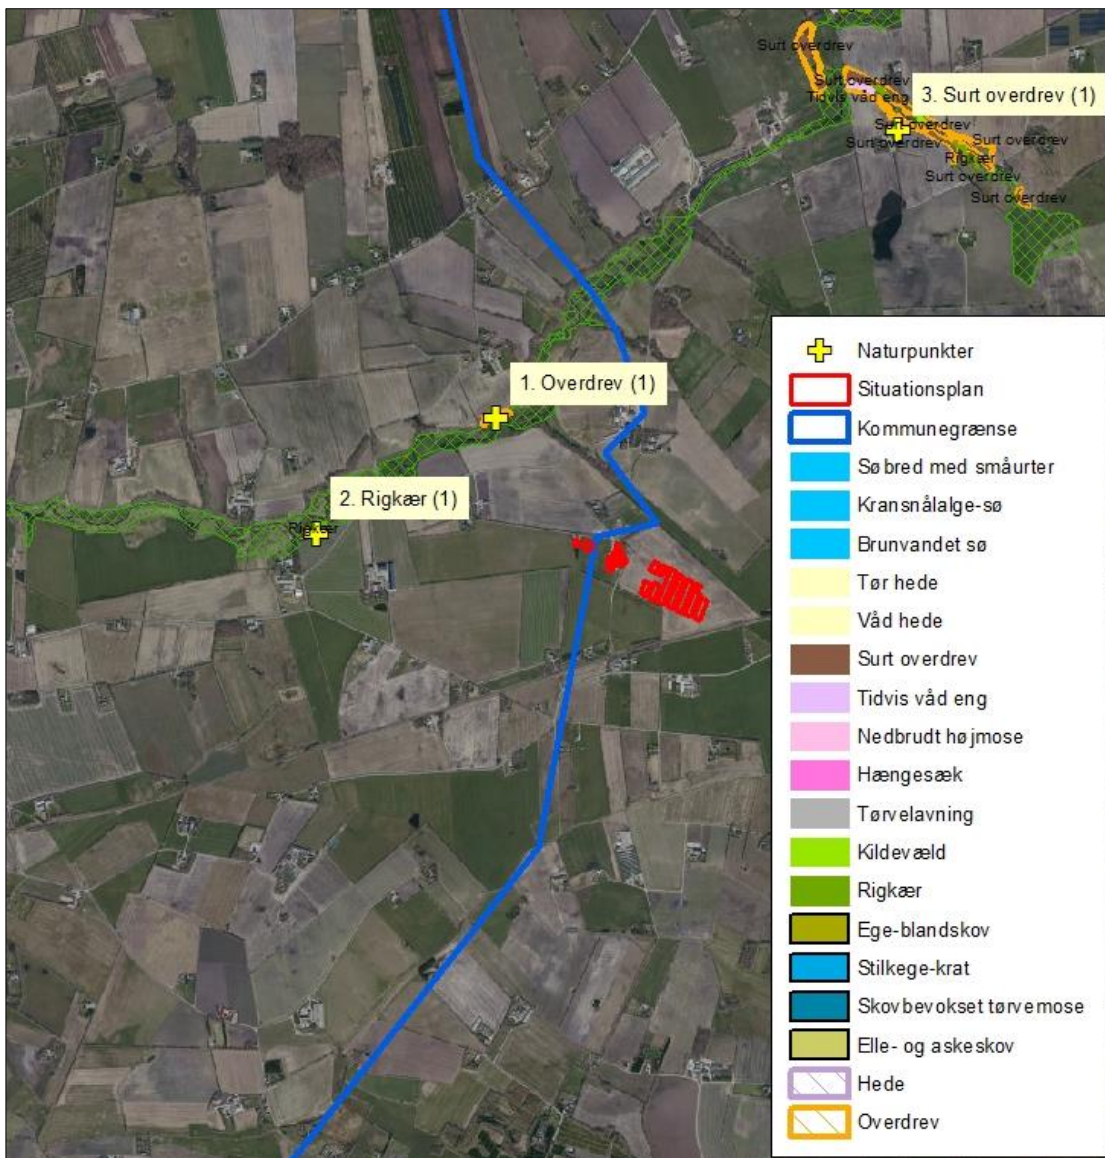 Surt overdrev
Surt overdrev
Tidvis våd eng
3. Surt overdrev (1)
Surt overdrev
Surt overdrev
Surt overdrev
Rigkær
Surt overdrev
Surt overdrev
1. Overdrev (1)
2. Rigkær (1)
Rigkær
Naturpunkter
Situationsplan
Kommunegrænse
Søbred med småurter
Kransnålalge-sø
Brunvandet sø
Tør hede
Våd hede
Surt overdrev
Tidvis våd eng
Nedbrudt højmose
Hængesæk
Tørvelavning
Kildevæld
Rigkær
Ege-blandskov
Stilkege-krat
Skovbevokset tørvemose
Elle- og askeskov
Hede
Overdrev